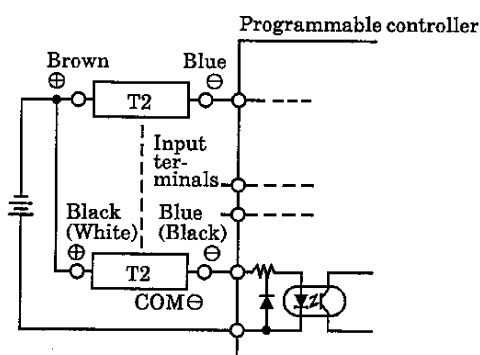 Programmable controller
Brown
Blue
⊕
⊖
T2
Input
ter-
minals
Black
(White)
Blue
(Black)
⊕
⊖
T2
COM⊖